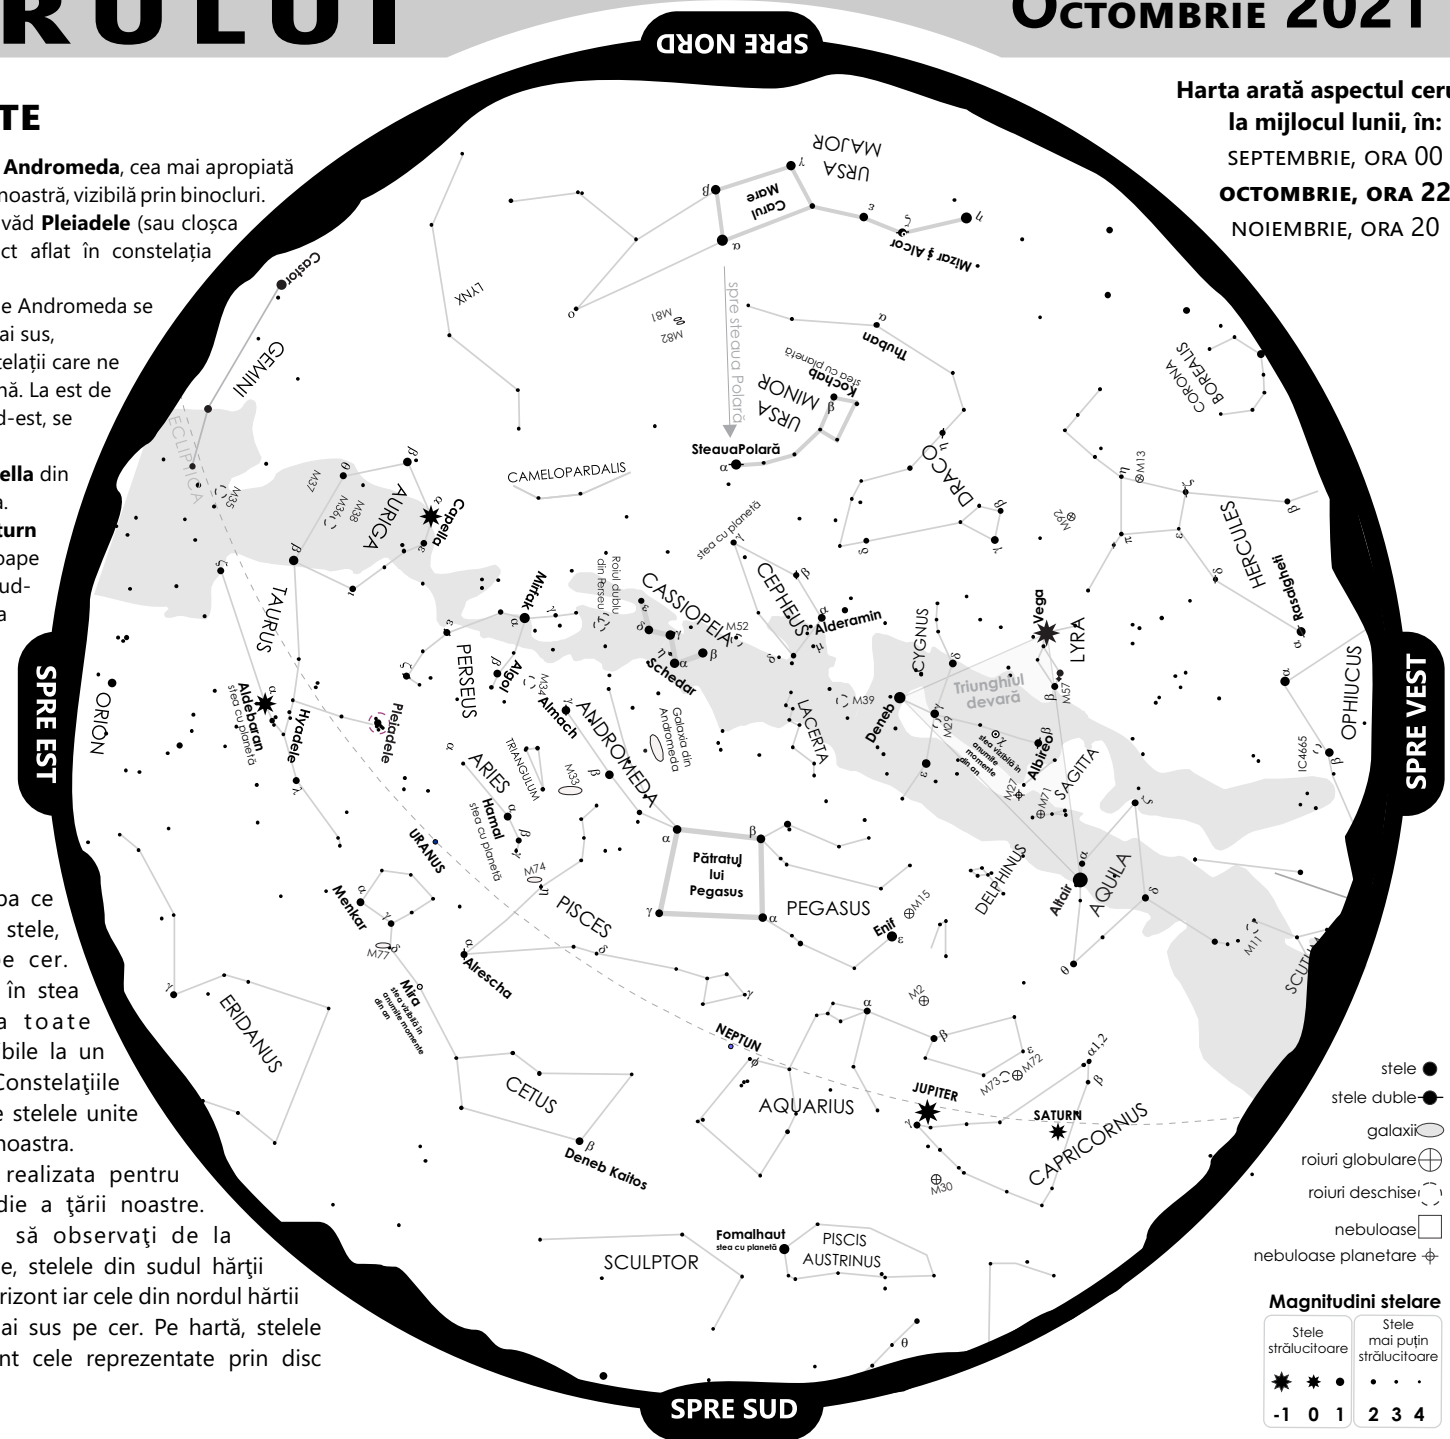 RULUI
OCTOMBRIE 2021
SPRE NORD
Harta arată aspectul
la mijlocul lunii, în:
SEPTEMBRIE, ORA 00
OCTOMBRIE, ORA 22
NOIEMBRIE, ORA 20
TE
Andromeda, cea mai apropiată
noastră, vizibilă prin binocluri.
văd Pleiadele (sau cloșca
ct aflat în constelația
e Andromeda se
ai sus,
telații care ne
nă. La est de
d-est, se
ella din
a.
turn
oape
ud-
a
pa ce
stele,
pe cer.
în stea
a toate
ibile la un
Constelaţiile
e stelele unite
noastra.
realizata pentru
die a ţării noastre.
să observaţi de la
e, stelele din sudul hărţii
rizont iar cele din nordul hărtii
ai sus pe cer. Pe hartă, stelele
nt cele reprezentate prin disc
URSA
MAJOR
γ
β
Carul
Mare
α
ε
ζ
η
Mizar și Alcor
ο
LYNX
M81
M82
spre steaua Polară
α
Thuban
Kochab
stea cu planetă
β
URSA
MINOR
SteauaPolară
α
Castor
GEMINI
ECLIPTICA
M35
CAMELOPARDALIS
DRACO
η
β
γ
δ
CORONA
BOREALIS
M13
M92
η
ζ
π
ε
δ
β
HERCULES
Rasalgheti
α
θ
β
M37
M36
M38
AURIGA
α
Capella
ε
ι
β
ζ
TAURUS
stea cu planetă
γ
CEPHEUS
β
α
Alderamin
μ
δ
Roiul dublu
din Perseu
CASSIOPEIA
ε
δ
γ
η
α
β
Schedar
M52
Mirfak
α
γ
ε
ζ
PERSEUS
β
Algol
M34
γ
Almach
ANDROMEDA
Galaxia din
Andromeda
β
CYGNUS
δ
Vega
LYRA
β
M57
Triunghiul
de vară
M39
Deneb
γ
M29
χ
stea vizibilă în
anumite
momente
din an
β
Albireo
ε
M27
M71
SAGITTA
LACERTA
α
OPHIUCUS
IC4665
β
SPRE EST
SPRE VEST
ORION
Aldebaran
stea cu planetă
α
Hyadele
λ
Pleiadele
α
ARIES
TRIANGULUM
M33
Hamal
stea cu planetă
α
β
γ
URANUS
M74
η
PISCES
α
Alrescha
δ
γ
α
β
Pătratul
lui
Pegasus
γ
α
PEGASUS
Enif
ε
M15
DELPHINUS
Altair
α
AQUILA
ζ
δ
θ
M11
Menkar
α
γ
δ
M77
Mira
stea vizibilă în
anumite momente
din an
γ
ERIDANUS
CETUS
β
Deneb Kaitos
NEPTUN
φ
AQUARIUS
α
M2
β
ε
M73
M72
α1,2
β
JUPITER
γ
SATURN
CAPRICORNUS
M30
SCULPTOR
Fomalhaut
stea cu planetă
PISCIS
AUSTRINUS
θ
SPRE SUD
stele
stele duble
galaxii
roiuri globulare
roiuri deschise
nebuloase
nebuloase planetare
Magnitudini stelare
Stele
strălucitoare
Stele
mai puțin
strălucitoare
-1 0 1 2 3 4